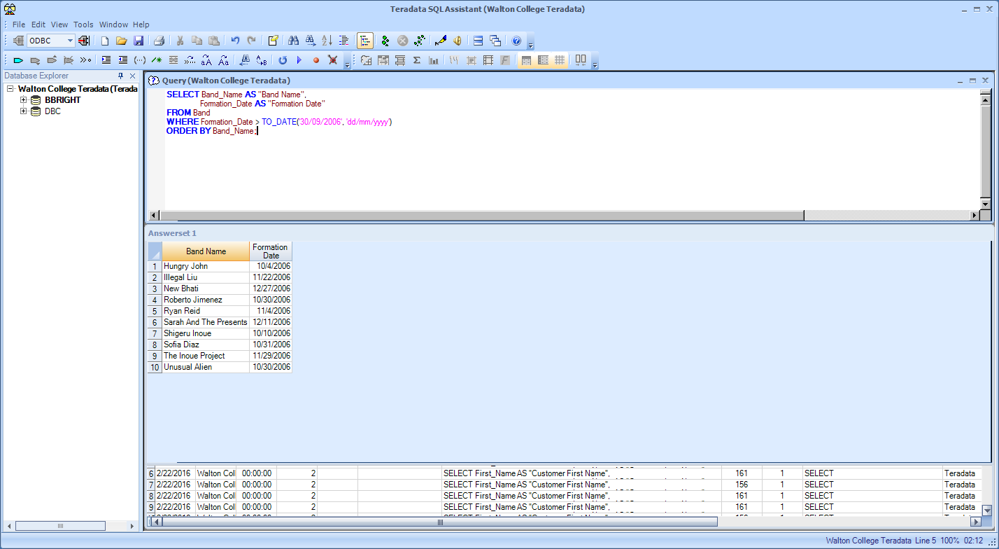 Teradata SQL Assistant (Walton College Teradata)
File Edit View Tools Window Help
ODBC
Database Explorer
Walton College Teradata (Terada
BBRIGHT
DBC
Query (Walton College Teradata)
SELECT Band_Name AS "Band Name",
Formation_Date AS "Formation Date"
FROM Band
WHERE Formation_Date > TO_DATE('30/09/2006', 'dd/mm/yyyy')
ORDER BY Band_Name;
Answerset 1
Band Name Formation Date
1 Hungry John 10/4/2006
2 Illegal Liu 11/22/2006
3 New Bhati 12/27/2006
4 Roberto Jimenez 10/30/2006
5 Ryan Reid 11/4/2006
6 Sarah And The Presents 12/11/2006
7 Shigeru Inoue 10/10/2006
8 Sofia Diaz 10/31/2006
9 The Inoue Project 11/29/2006
10 Unusual Alien 10/30/2006
6 2/22/2016 Walton Coll 00:00:00 2 SELECT First_Name AS "Customer First Name", 161 1 SELECT Teradata
7 2/22/2016 Walton Coll 00:00:00 2 SELECT First_Name AS "Customer First Name", 156 1 SELECT Teradata
8 2/22/2016 Walton Coll 00:00:00 2 SELECT First_Name AS "Customer First Name", 161 1 SELECT Teradata
9 2/22/2016 Walton Coll 00:00:00 2 SELECT First_Name AS "Customer First Name", 161 1 SELECT Teradata
Walton College Teradata Line 5 100% 02:12